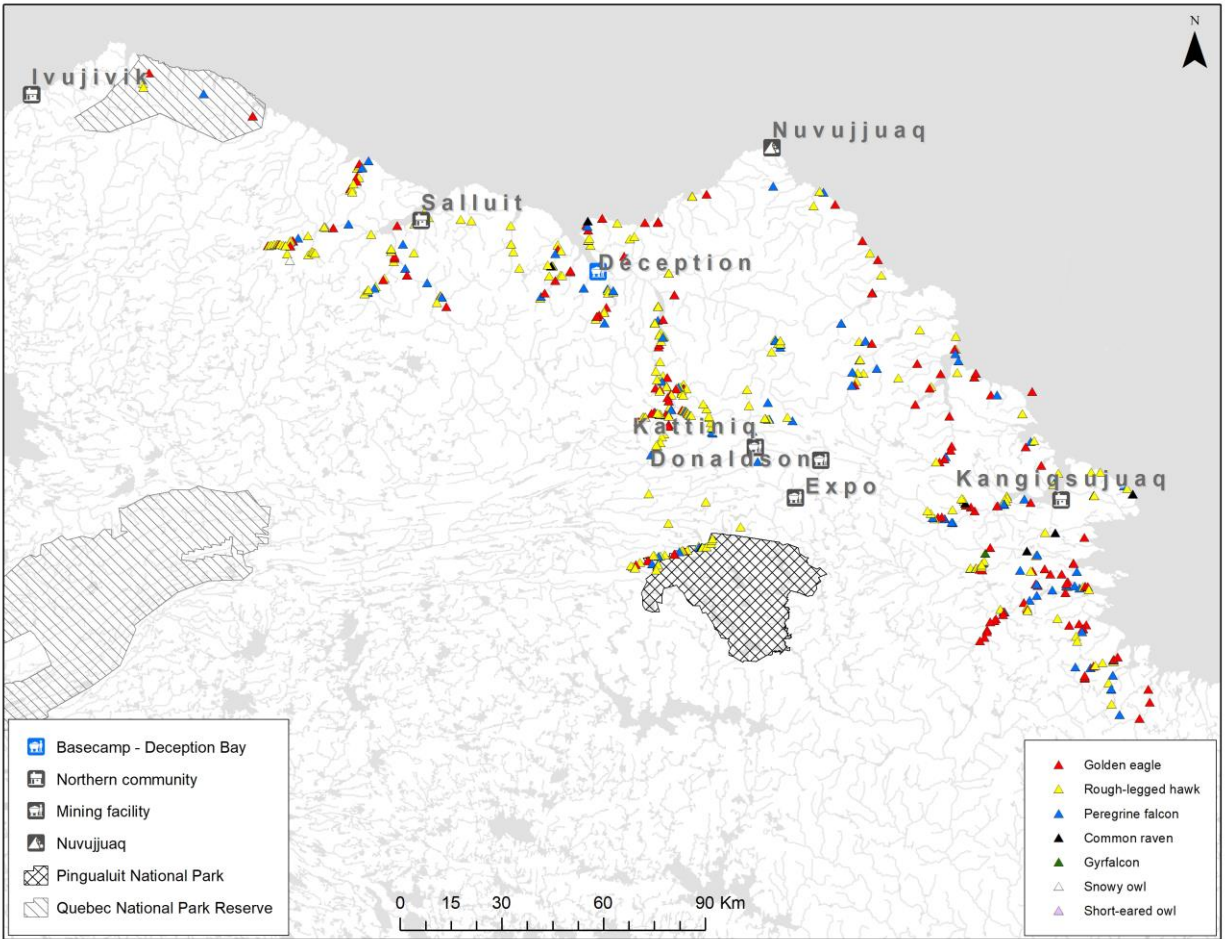 N
Ivujivik
Nuvujjuaq
Salluit
Déception
Kattiniq
Donaldson
Expo
Kangiqsujuaq
Basecamp - Deception Bay
Northern community
Mining facility
Nuvujjuaq
Pingualuit National Park
Quebec National Park Reserve
0 15 30 60 90 Km
Golden eagle
Rough-legged hawk
Peregrine falcon
Common raven
Gyrfalcon
Snowy owl
Short-eared owl